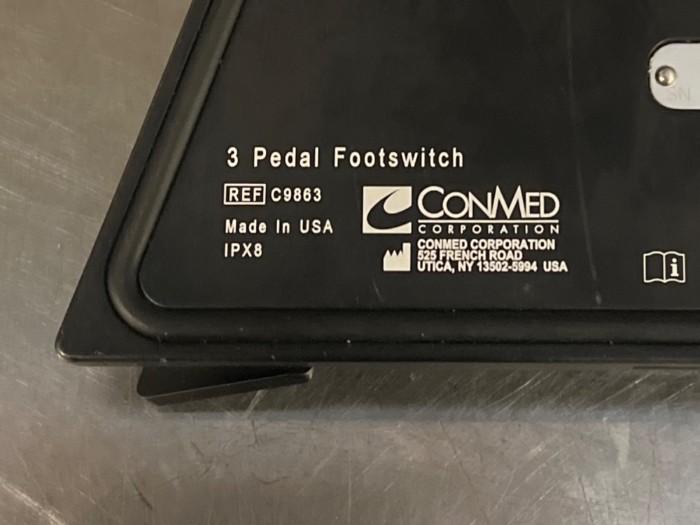 3 Pedal Footswitch
REF C9863
Made In USA
IPX8
CONMED
CORPORATION
CONMED CORPORATION
525 FRENCH ROAD
UTICA, NY 13502-5994 USA
SN
i